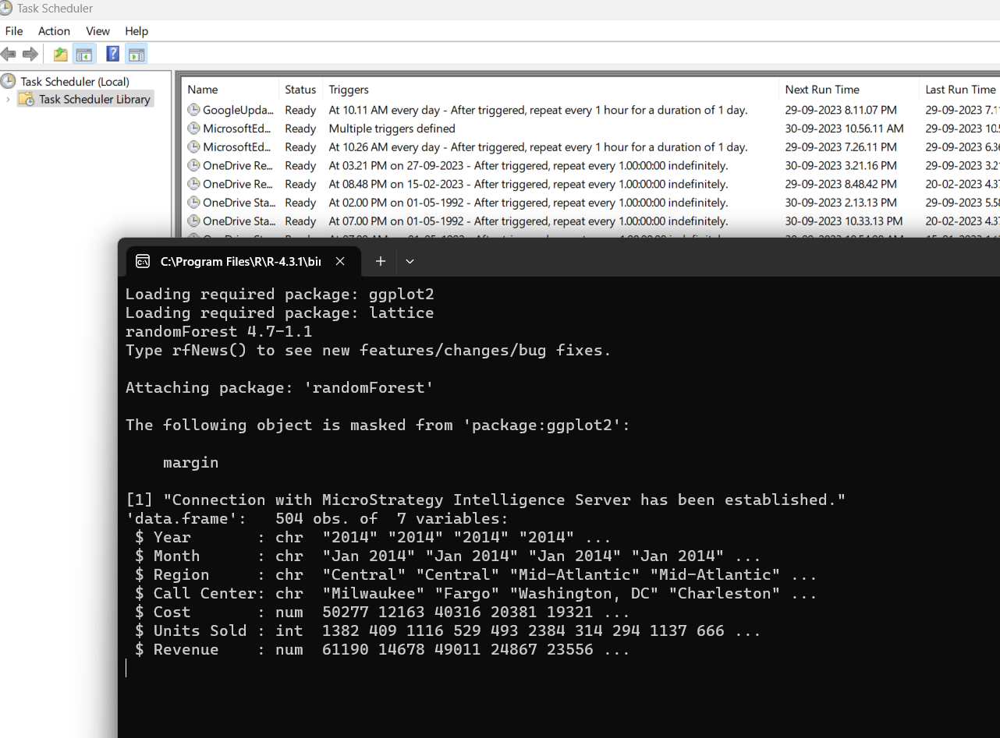 Task Scheduler
File Action View Help
Task Scheduler (Local)
Task Scheduler Library
Name Status Triggers Next Run Time Last Run Time
GoogleUpda... Ready At 10.11 AM every day - After triggered, repeat every 1 hour for a duration of 1 day. 29-09-2023 8.11.07 PM 29-09-2023 7.1
MicrosoftEd... Ready Multiple triggers defined 30-09-2023 10.56.11 AM 29-09-2023 10.5
MicrosoftEd... Ready At 10.26 AM every day - After triggered, repeat every 1 hour for a duration of 1 day. 29-09-2023 7.26.11 PM 29-09-2023 6.3
OneDrive Re... Ready At 03.21 PM on 27-09-2023 - After triggered, repeat every 1.00:00:00 indefinitely. 30-09-2023 3.21.16 PM 29-09-2023 3.2
OneDrive Re... Ready At 08.48 PM on 15-02-2023 - After triggered, repeat every 1.00:00:00 indefinitely. 29-09-2023 8.48.42 PM 20-02-2023 4.37
OneDrive Sta... Ready At 02.00 PM on 01-05-1992 - After triggered, repeat every 1.00:00:00 indefinitely. 30-09-2023 2.13.13 PM 29-09-2023 5.58
OneDrive Sta... Ready At 07.00 PM on 01-05-1992 - After triggered, repeat every 1.00:00:00 indefinitely. 30-09-2023 10.33.13 PM 20-02-2023 4.37
C:\Program Files\R\R-4.3.1\bin
Loading required package: ggplot2
Loading required package: lattice
randomForest 4.7-1.1
Type rfNews() to see new features/changes/bug fixes.
Attaching package: 'randomForest'
The following object is masked from 'package:ggplot2':
margin
[1] "Connection with MicroStrategy Intelligence Server has been established."
'data.frame': 504 obs. of 7 variables:
$ Year : chr "2014" "2014" "2014" "2014" ...
$ Month : chr "Jan 2014" "Jan 2014" "Jan 2014" "Jan 2014" ...
$ Region : chr "Central" "Central" "Mid-Atlantic" "Mid-Atlantic" ...
$ Call Center: chr "Milwaukee" "Fargo" "Washington, DC" "Charleston" ...
$ Cost : num 50277 12163 40316 20381 19321 ...
$ Units Sold : int 1382 409 1116 529 493 2384 314 294 1137 666 ...
$ Revenue : num 61190 14678 49011 24867 23556 ...